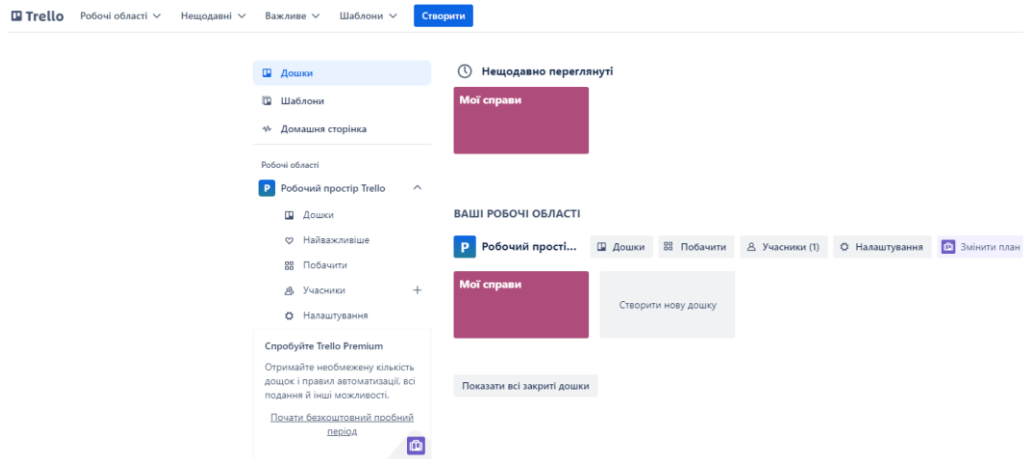 Trello Робочі області Нещодавні Важливе Шаблони Створити
Дошки
Шаблони
Домашня сторінка
Робочі області
P Робочий простір Trello
Дошки
Найважливіше
Побачити
Учасники
Налаштування
Спробуйте Trello Premium
Отримайте необмежену кількість
дощок і правил автоматизації, всі
подання й інші можливості.
Почати безкоштовний пробний
період
Нещодавно переглянуті
Мої справи
ВАШІ РОБОЧІ ОБЛАСТІ
P Робочий прості... Дошки Побачити Учасники (1) Налаштування Змінити план
Мої справи
Створити нову дошку
Показати всі закриті дошки